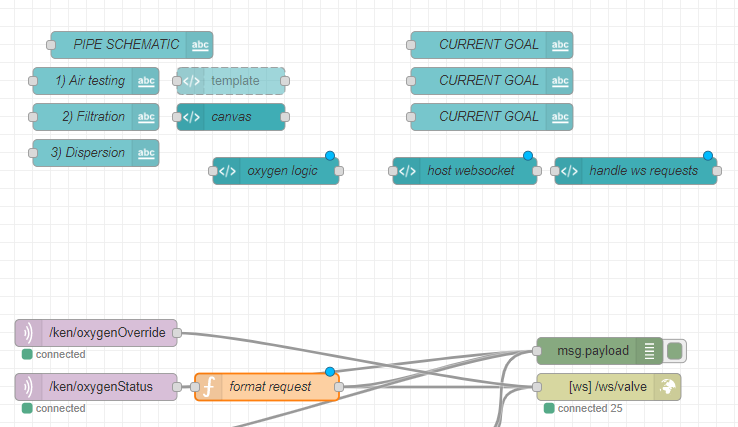 PIPE SCHEMATIC abc
CURRENT GOAL abc
1) Air testing abc
</> template
CURRENT GOAL abc
2) Filtration abc
</> canvas
CURRENT GOAL abc
3) Dispersion abc
</> oxygen logic
</> host websocket
</> handle ws requests
/ken/oxygenOverride
connected
msg.payload
/ken/oxygenStatus
connected
f format request
[ws] /ws/valve
connected 25